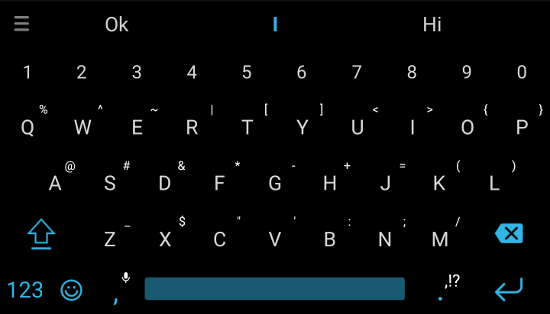 Ok I Hi
1 2 3 4 5 6 7 8 9 0
% ^ ~ | [ ] < > { }
Q W E R T Y U I O P
@ # & * - + = ( )
A S D F G H J K L
_ $ " ' : ; /
Z X C V B N M
,!?
123 , .